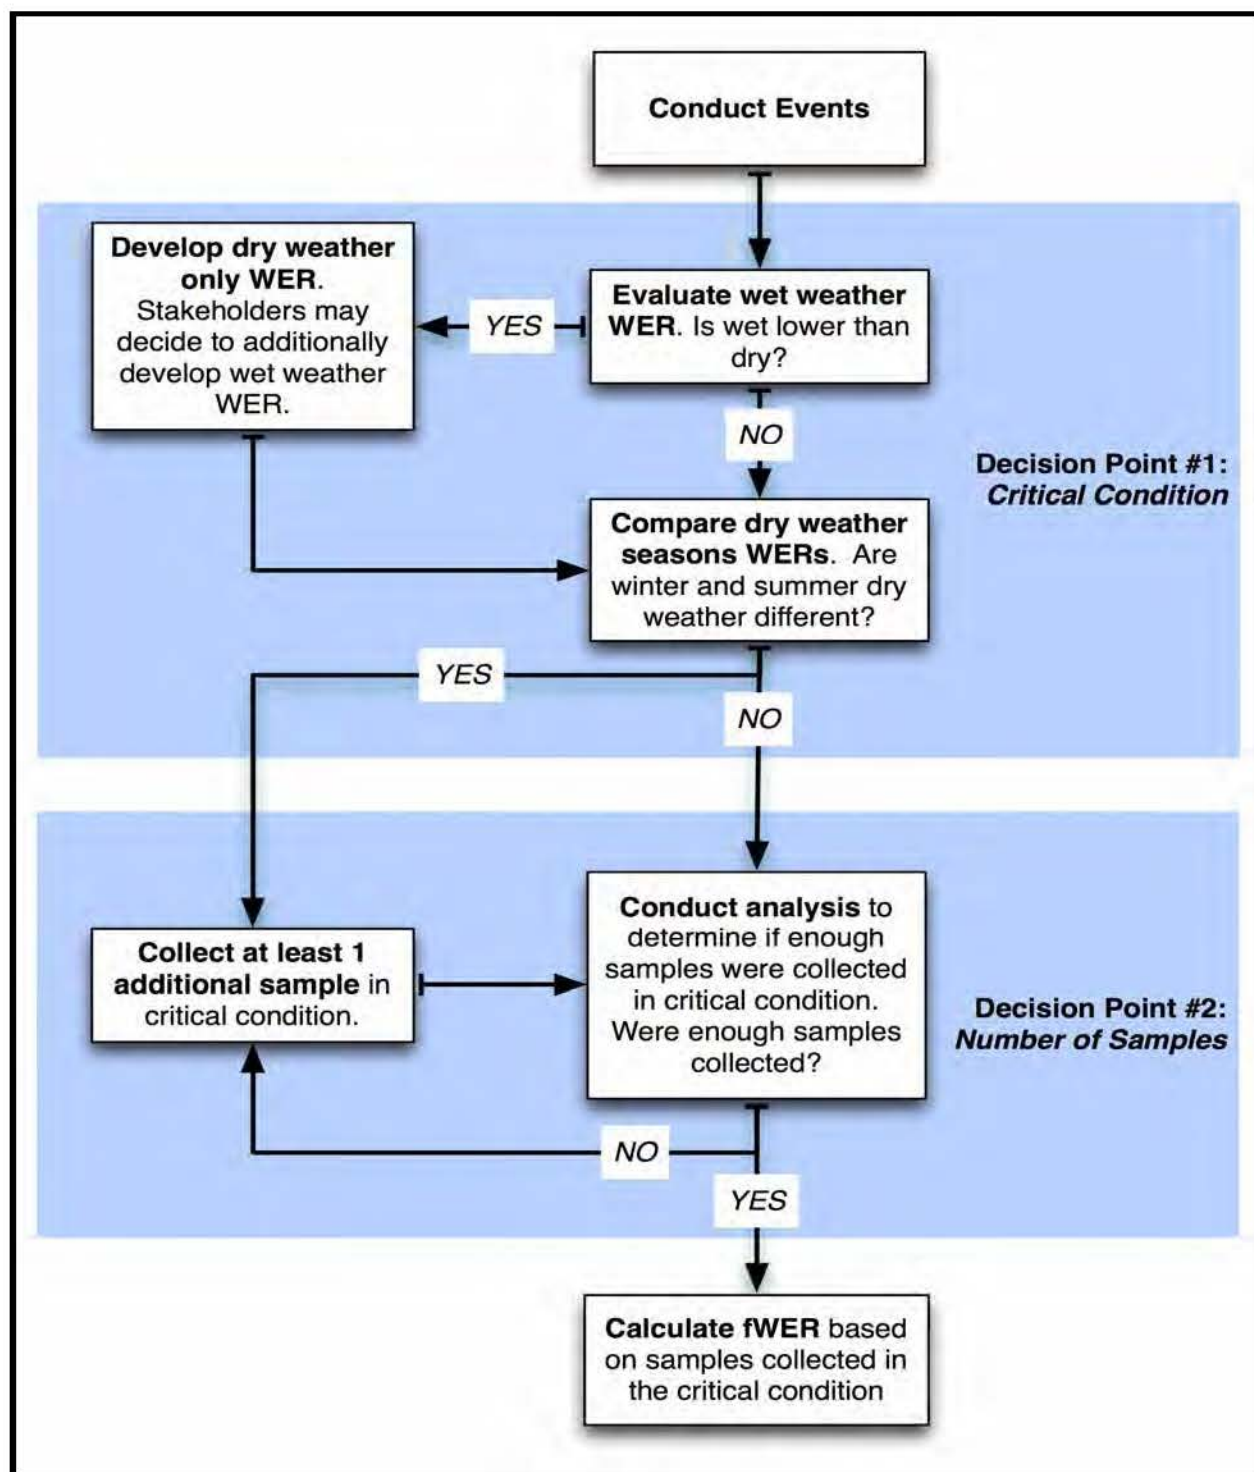 Conduct Events
Develop dry weather
only WER.
Stakeholders may
decide to additionally
develop wet weather
WER.
YES
Evaluate wet weather
WER. Is wet lower than
dry?
NO
Decision Point #1:
Critical Condition
Compare dry weather
seasons WERs. Are
winter and summer dry
weather different?
YES
NO
Collect at least 1
additional sample in
critical condition.
Conduct analysis to
determine if enough
samples were collected
in critical condition.
Were enough samples
collected?
Decision Point #2:
Number of Samples
NO
YES
Calculate fWER based
on samples collected in
the critical condition